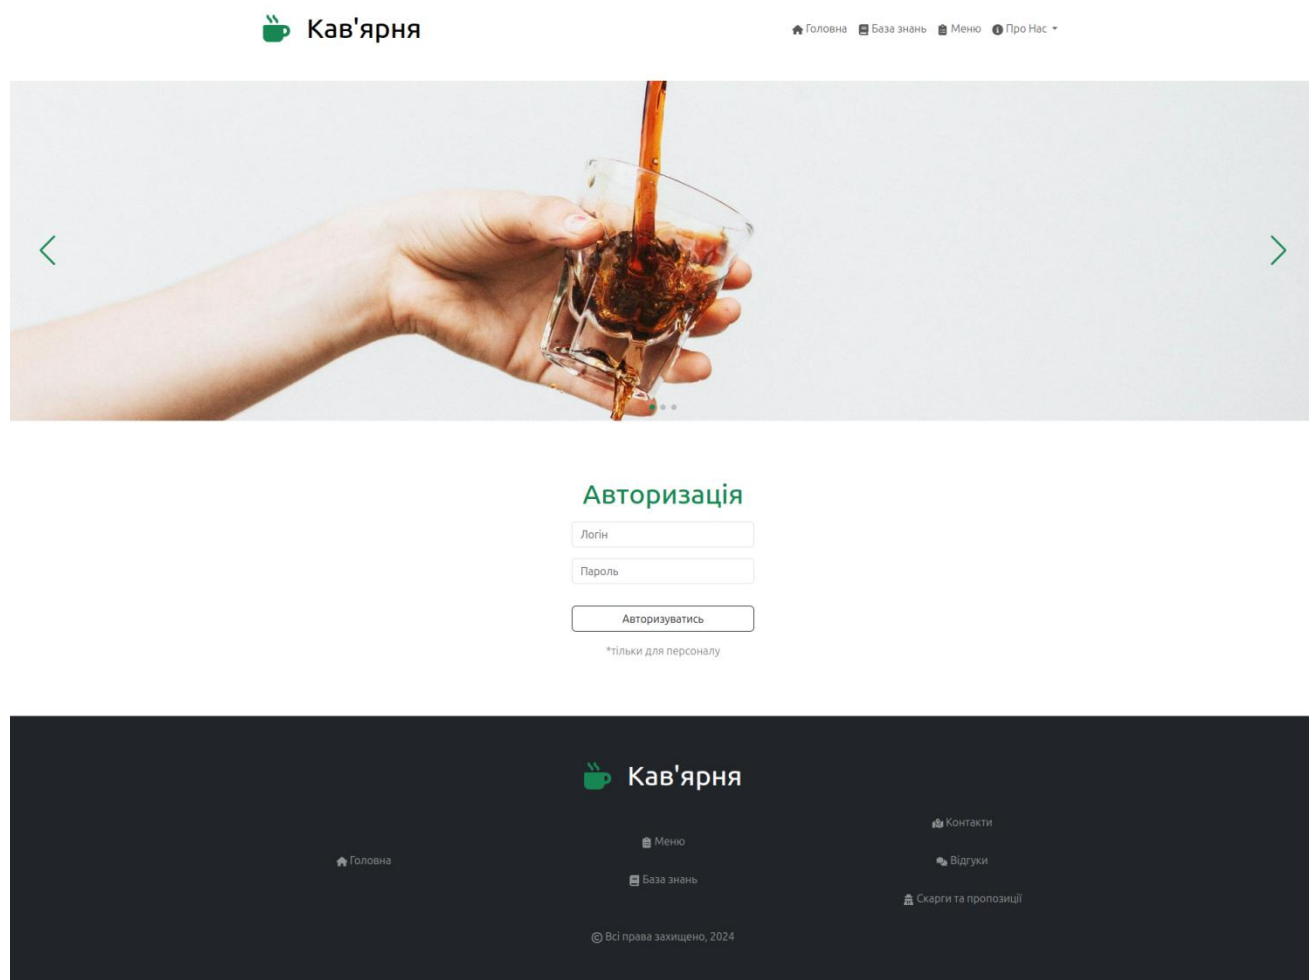 Кав'ярня
Головна База знань Меню Про Нас
Авторизація
Логін
Пароль
Авторизуватись
*тільки для персоналу
Кав'ярня
Головна
Меню
База знань
Контакти
Відгуки
Скарги та пропозиції
© Всі права захищено, 2024